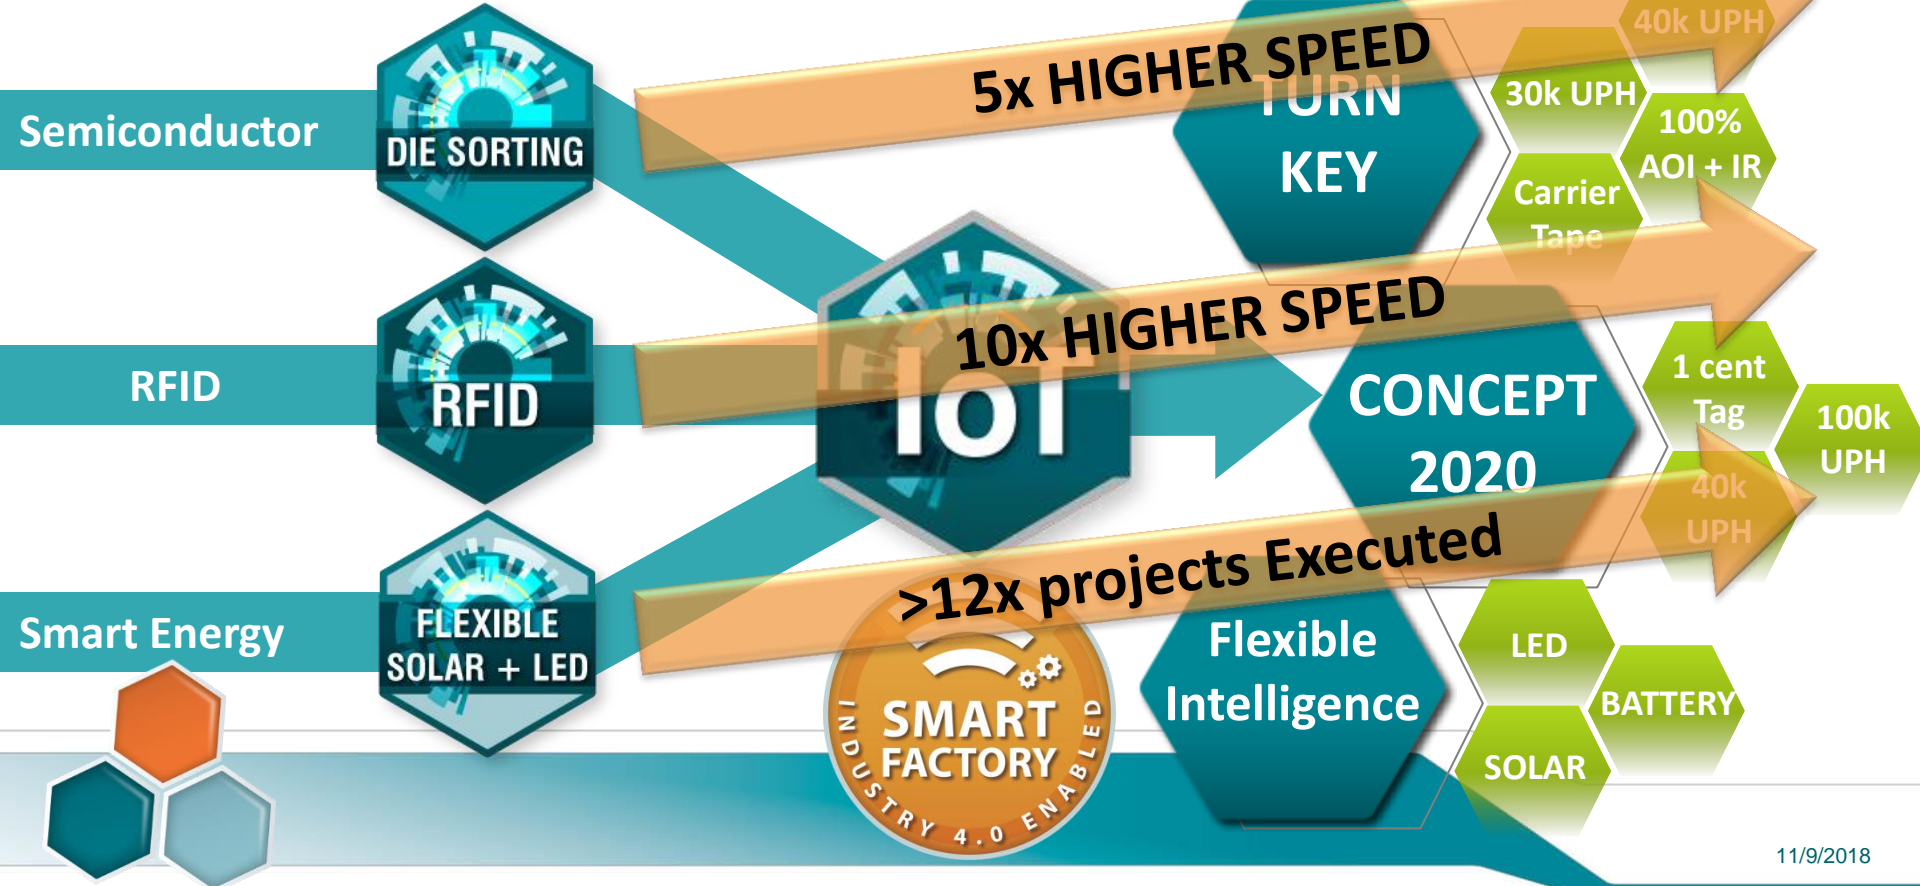 Semiconductor
DIE SORTING
5x HIGHER SPEED
TURN
KEY
40k UPH
30k UPH
100%
AOI + IR
Carrier
Tape
RFID
RFID
IoT
10x HIGHER SPEED
CONCEPT
2020
1 cent
Tag
100k
UPH
40k
UPH
Smart Energy
FLEXIBLE
SOLAR + LED
>12x projects Executed
SMART
FACTORY
INDUSTRY 4.0 ENABLED
Flexible
Intelligence
LED
BATTERY
SOLAR
11/9/2018